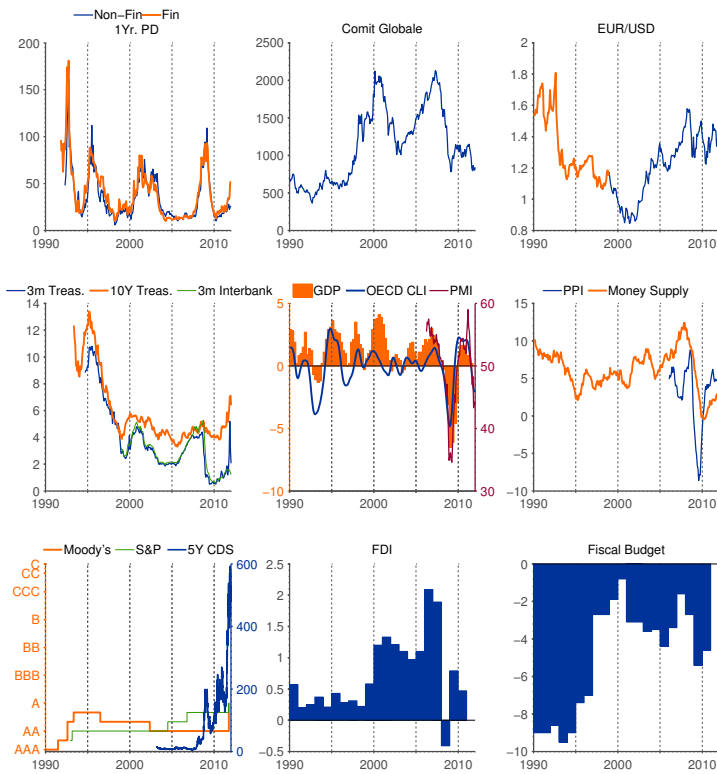 Non−Fin Fin
1Yr. PD
Comit Globale
EUR/USD
200
150
100
50
0
1990 2000 2010
2500
2000
1500
1000
500
0
1990 2000 2010
2
1.8
1.6
1.4
1.2
1
0.8
1990 2000 2010
3m Treas. 10Y Treas. 3m Interbank
14
12
10
8
6
4
2
0
1990 2000 2010
GDP OECD CLI PMI
5
0
−5
−10
60
50
40
30
1990 2000 2010
PPI Money Supply
15
10
5
0
−5
−10
1990 2000 2010
Moody's S&P 5Y CDS
C
CC
CCC
B
BB
BBB
A
AA
AAA
600
400
200
0
1990 2000 2010
FDI
2.5
2
1.5
1
0.5
0
−0.5
1990 2000 2010
Fiscal Budget
0
−2
−4
−6
−8
−10
1990 2000 2010